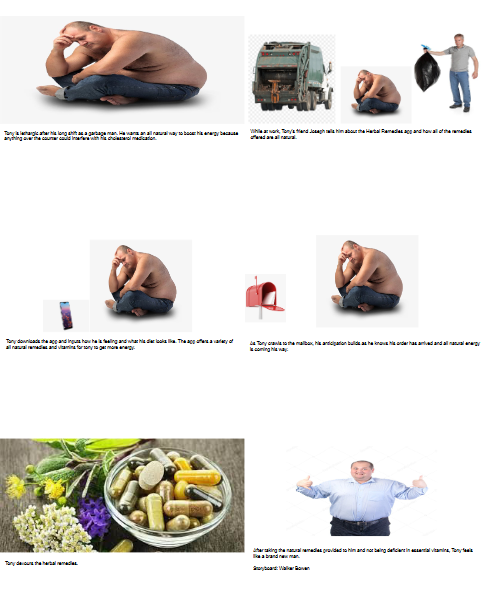 Tony is lethargic after his long shift as a garbage man. He wants an all natural way to boost his energy because
anything over the counter could interfere with his cholesterol medication.
While at work, Tony's friend Joseph tells him about the Herbal Remedies app and how all of the remedies
offered are all natural.
Tony downloads the app and inputs how he is feeling and what his diet looks like. The app offers a variety of
all natural remedies and vitamins for tony to get more energy.
As Tony crawls to the mailbox, his anticipation builds as he knows his order has arrived and all natural energy
is coming his way.
Tony devours the herbal remedies.
After taking the natural remedies provided to him and not being deficient in essential vitamins, Tony feels
like a brand new man.
Storyboard: Walker Bowen